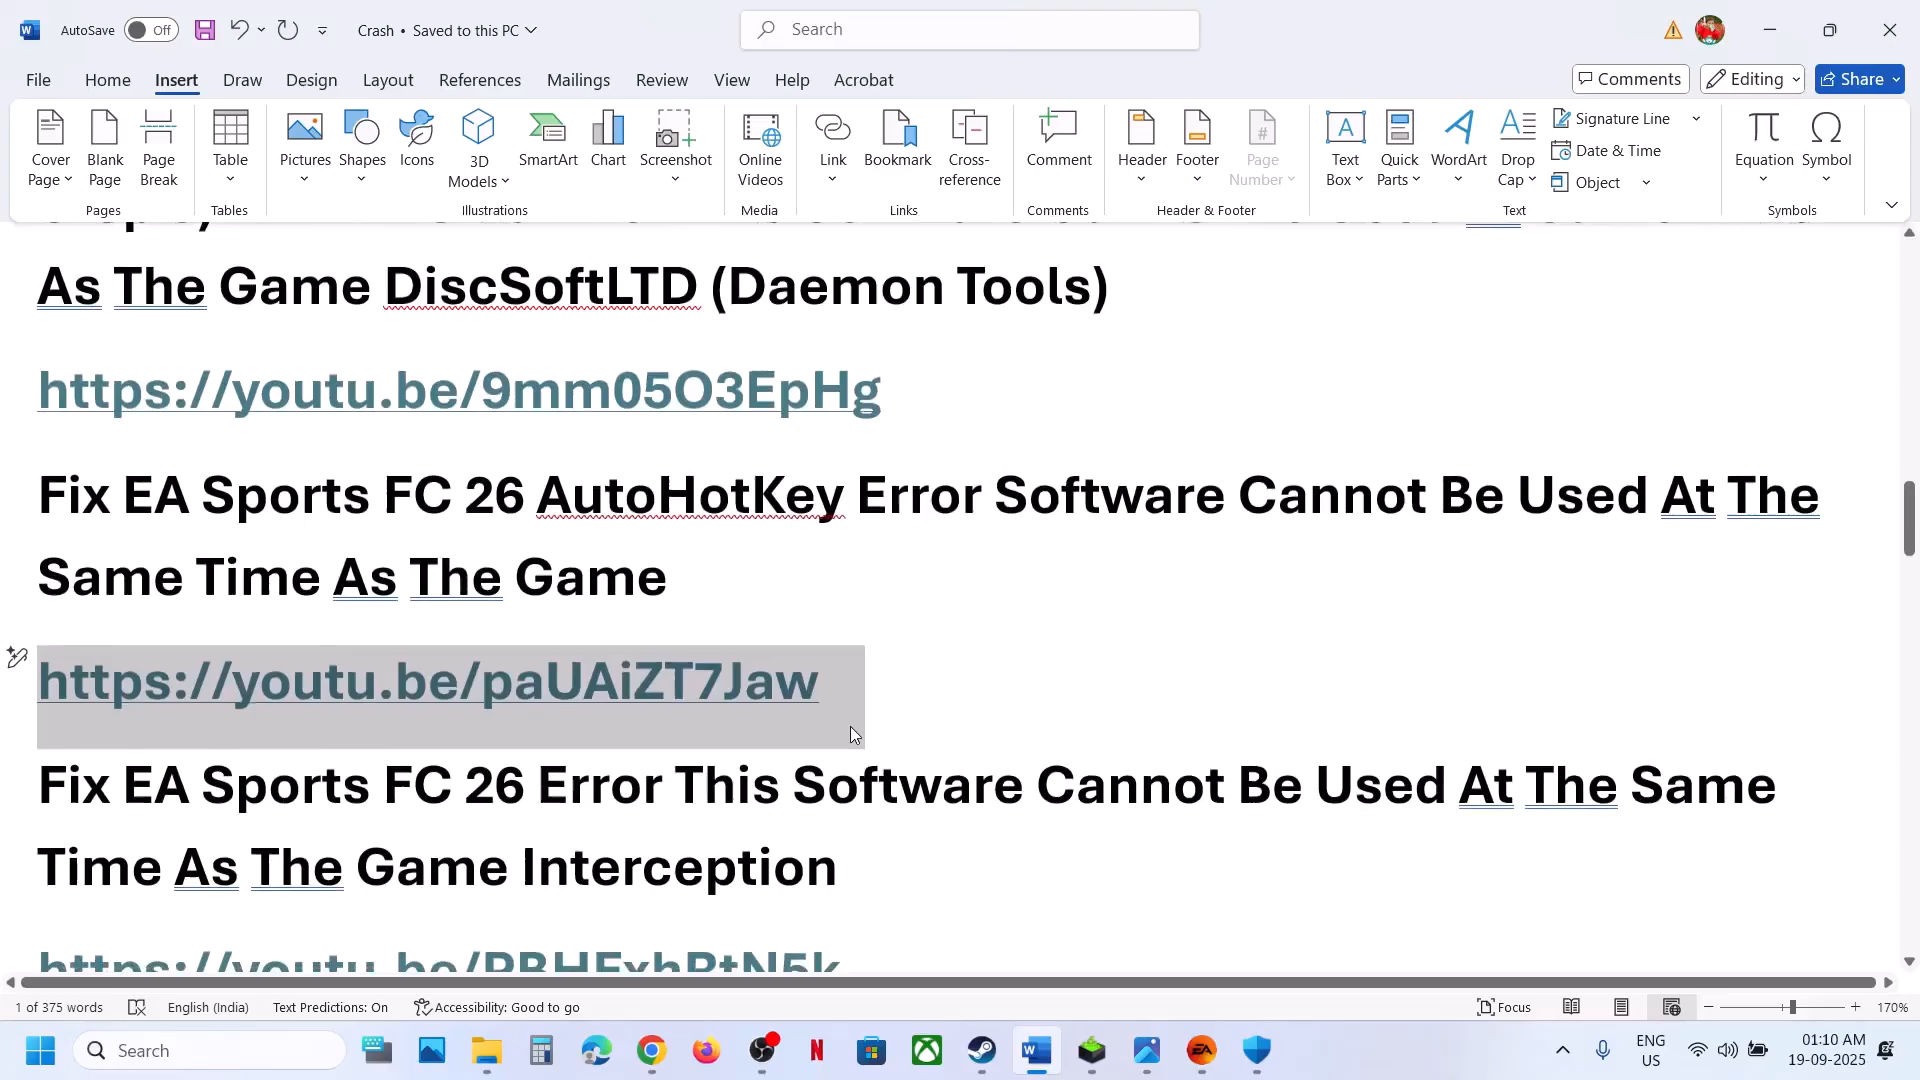 AutoSave Off Crash • Saved to this PC Search
File Home Insert Draw Design Layout References Mailings Review View Help Acrobat Comments Editing Share
Cover Page Blank Page Page Break Table Pictures Shapes Icons 3D Models SmartArt Chart Screenshot Online Videos Link Bookmark Cross-reference Comment Header Footer Page Number Text Box Quick Parts WordArt Drop Cap Signature Line Date & Time Object Equation Symbol
Pages Tables Illustrations Media Links Comments Header & Footer Text Symbols
As The Game DiscSoftLTD (Daemon Tools)
https://youtu.be/9mm05O3EpHg
Fix EA Sports FC 26 AutoHotKey Error Software Cannot Be Used At The
Same Time As The Game
https://youtu.be/paUAiZT7Jaw
Fix EA Sports FC 26 Error This Software Cannot Be Used At The Same
Time As The Game Interception
1 of 375 words English (India) Text Predictions: On Accessibility: Good to go Focus 170%
Search ENG US 01:10 AM 19-09-2025